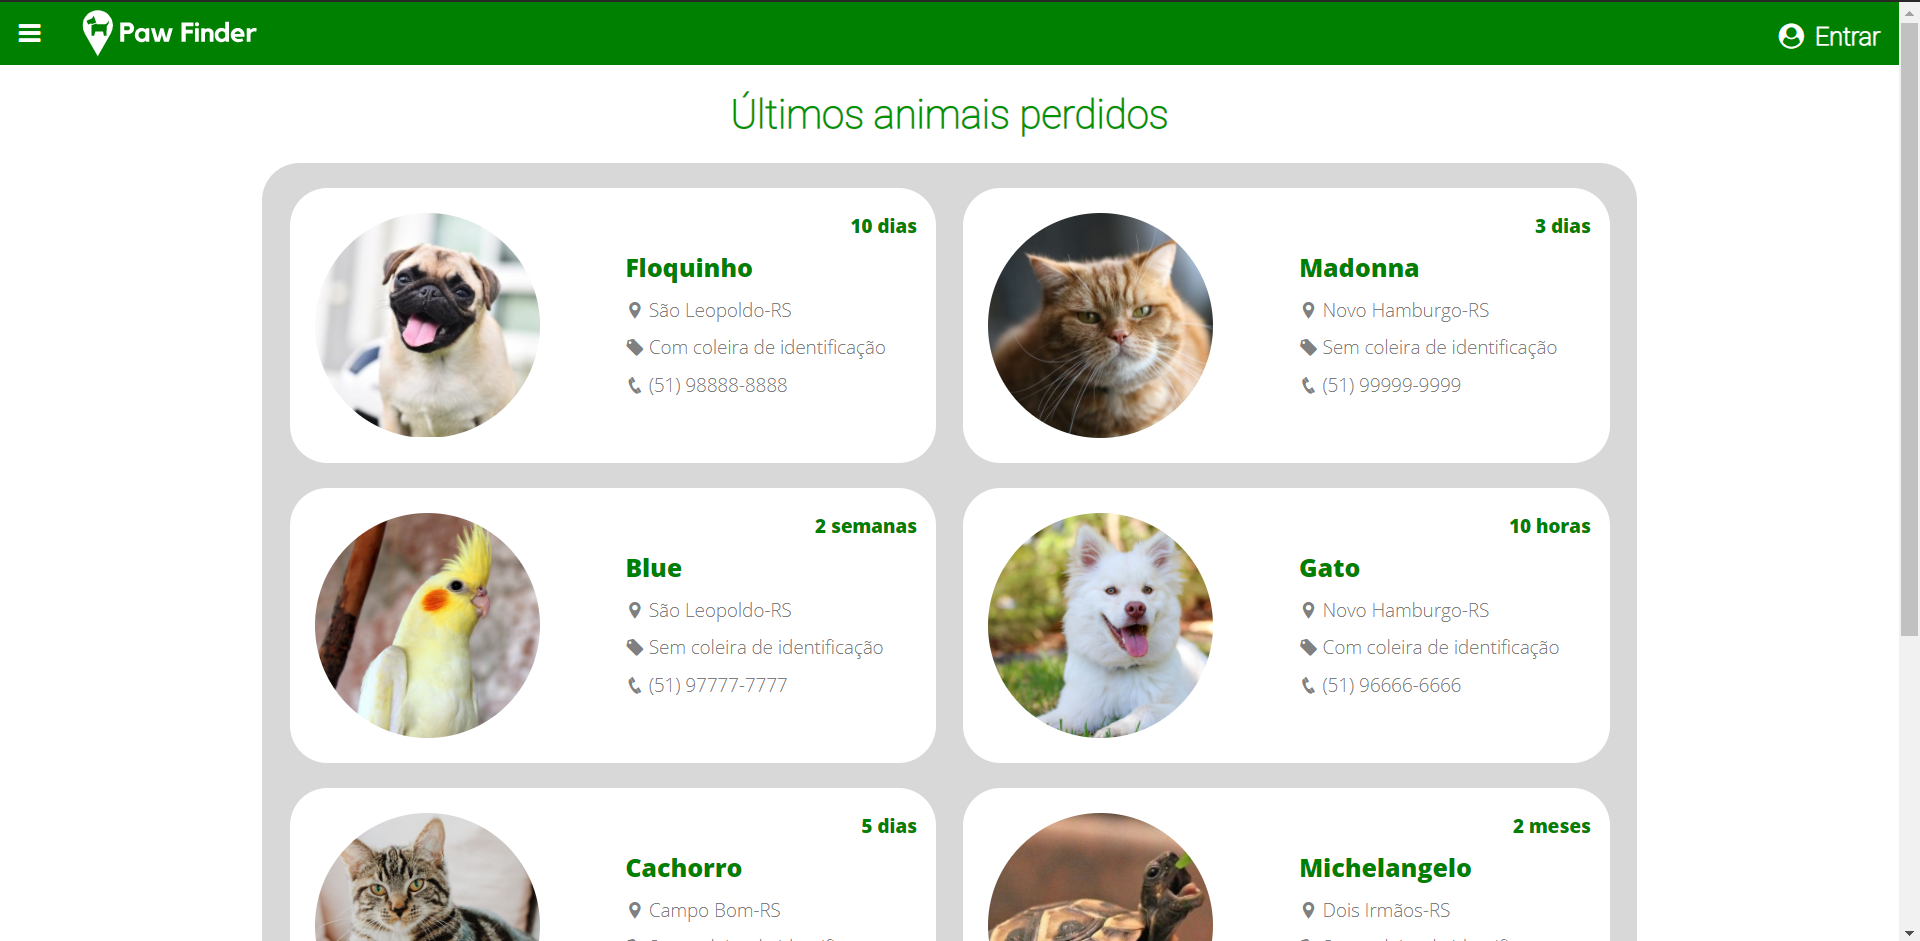 Paw Finder
Entrar
Últimos animais perdidos
10 dias
Floquinho
São Leopoldo-RS
Com coleira de identificação
(51) 98888-8888
3 dias
Madonna
Novo Hamburgo-RS
Sem coleira de identificação
(51) 99999-9999
2 semanas
Blue
São Leopoldo-RS
Sem coleira de identificação
(51) 97777-7777
10 horas
Gato
Novo Hamburgo-RS
Com coleira de identificação
(51) 96666-6666
5 dias
Cachorro
Campo Bom-RS
2 meses
Michelangelo
Dois Irmãos-RS